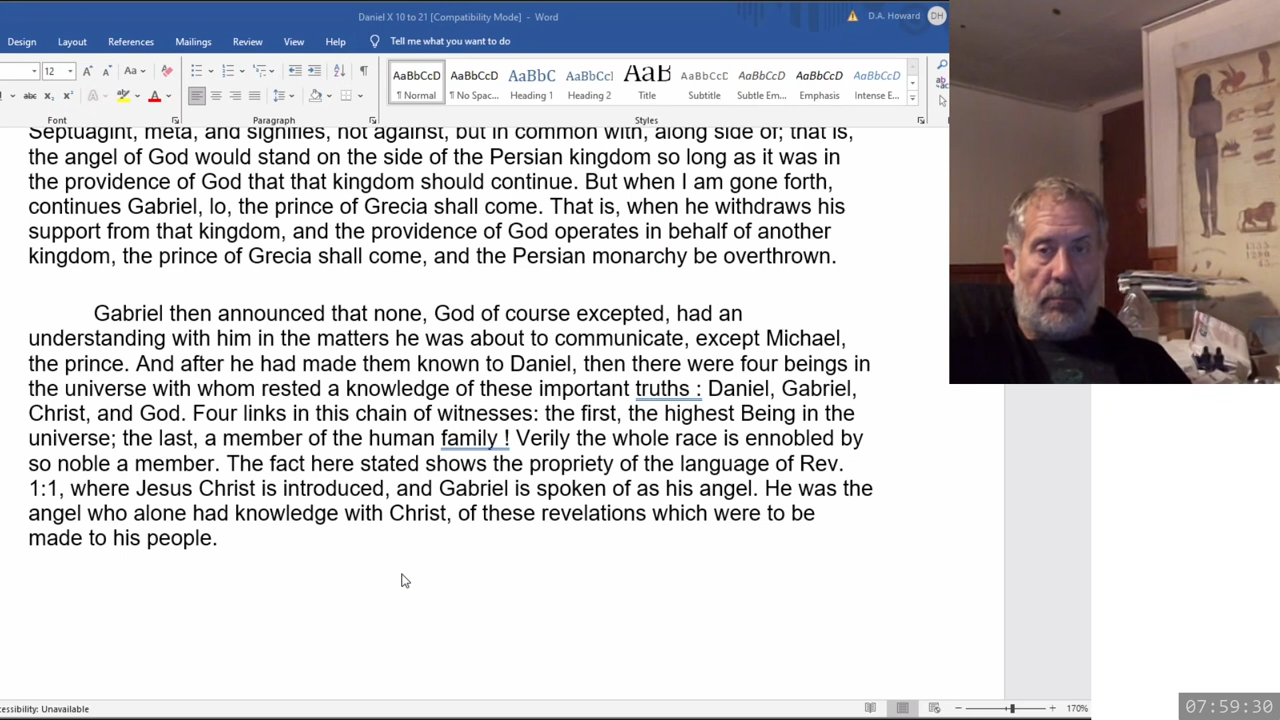 Daniel X 10 to 21 [Compatibility Mode] - Word
D.A. Howard
DH
Design Layout References Mailings Review View Help Tell me what you want to do
12
Aa
AaBbCcD AaBbCcD AaBbC AaBbCcI AaB AaBbCcD AaBbCcD AaBbCcD AaBbCcD
¶ Normal ¶ No Spac... Heading 1 Heading 2 Title Subtitle Subtle Em... Emphasis Intense E...
Font Paragraph Styles
Septuagint, meta, and signifies, not against, but in common with, along side of; that is,
the angel of God would stand on the side of the Persian kingdom so long as it was in
the providence of God that that kingdom should continue. But when I am gone forth,
continues Gabriel, lo, the prince of Grecia shall come. That is, when he withdraws his
support from that kingdom, and the providence of God operates in behalf of another
kingdom, the prince of Grecia shall come, and the Persian monarchy be overthrown.
Gabriel then announced that none, God of course excepted, had an
understanding with him in the matters he was about to communicate, except Michael,
the prince. And after he had made them known to Daniel, then there were four beings in
the universe with whom rested a knowledge of these important truths : Daniel, Gabriel,
Christ, and God. Four links in this chain of witnesses: the first, the highest Being in the
universe; the last, a member of the human family ! Verily the whole race is ennobled by
so noble a member. The fact here stated shows the propriety of the language of Rev.
1:1, where Jesus Christ is introduced, and Gabriel is spoken of as his angel. He was the
angel who alone had knowledge with Christ, of these revelations which were to be
made to his people.
cessibility: Unavailable
170%
07:59:30